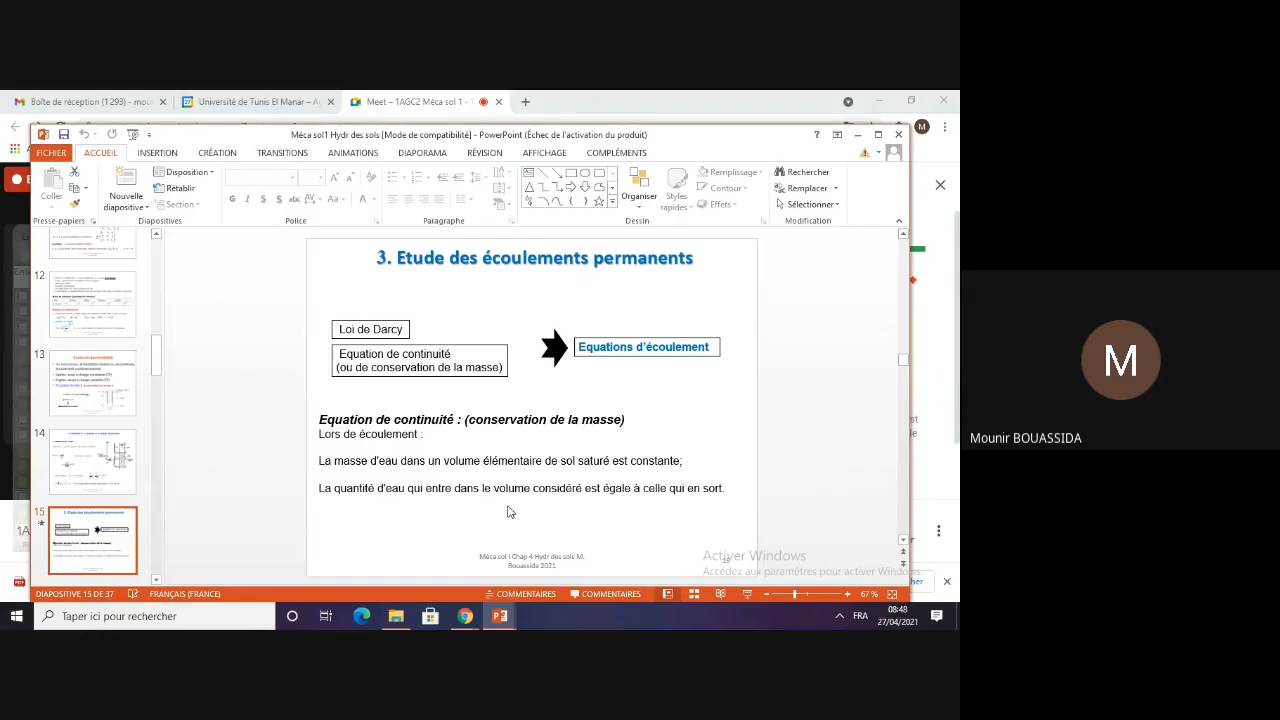 Boîte de réception (1 293) - mou
Université de Tunis El Manar – A
Meet – 1AGC2 Méca sol 1 -
Méca sol1 Hydr des sols [Mode de compatibilité] - PowerPoint (Échec de l'activation du produit)
FICHIER ACCUEIL INSERTION CRÉATION TRANSITIONS ANIMATIONS DIAPORAMA RÉVISION AFFICHAGE COMPLÉMENTS
Coller
Nouvelle
diapositive
Disposition
Rétablir
Section
Organiser
Styles
rapides
Remplissage
Contour
Effets
Rechercher
Remplacer
Sélectionner
Presse-papiers Diapositives Police Paragraphe Dessin Modification
12
13
14
15
3. Etude des écoulements permanents
Loi de Darcy
Equation de continuité
(ou de conservation de la masse)
Equations d'écoulement
Equation de continuité : (conservation de la masse)
Lors de écoulement :
La masse d'eau dans un volume élémentaire de sol saturé est constante;
La quantité d'eau qui entre dans le volume considéré est égale à celle qui en sort.
Méca sol I Chap 4 Hydr des sols M.
Bouassida 2021
Activer Windows
Accédez aux paramètres pour activer Windows.
DIAPOSITIVE 15 DE 37 FRANÇAIS (FRANCE) COMMENTAIRES COMMENTAIRES 67 %
Taper ici pour rechercher
FRA
08:48
27/04/2021
M
Mounir BOUASSIDA